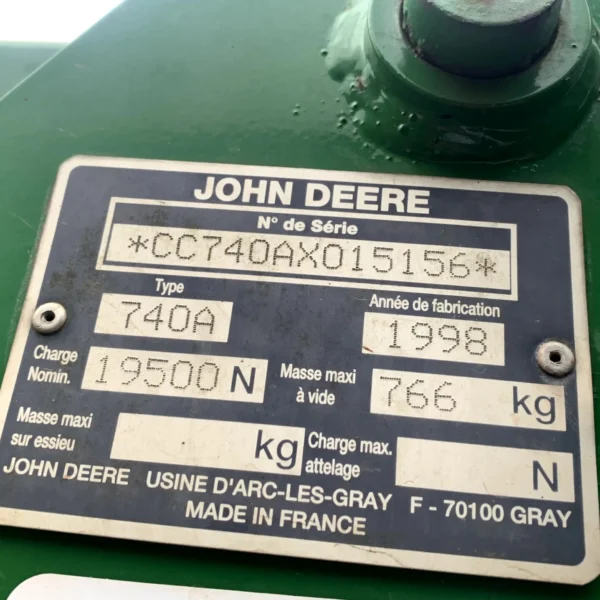 JOHN DEERE
N° de Série
*CC740AX015156*
Type
740A
Année de fabrication
1998
Charge
Nomin.
19500 N
Masse maxi
à vide
766 kg
Masse maxi
sur essieu
kg
Charge max.
attelage
N
JOHN DEERE USINE D'ARC-LES-GRAY F - 70100 GRAY
MADE IN FRANCE